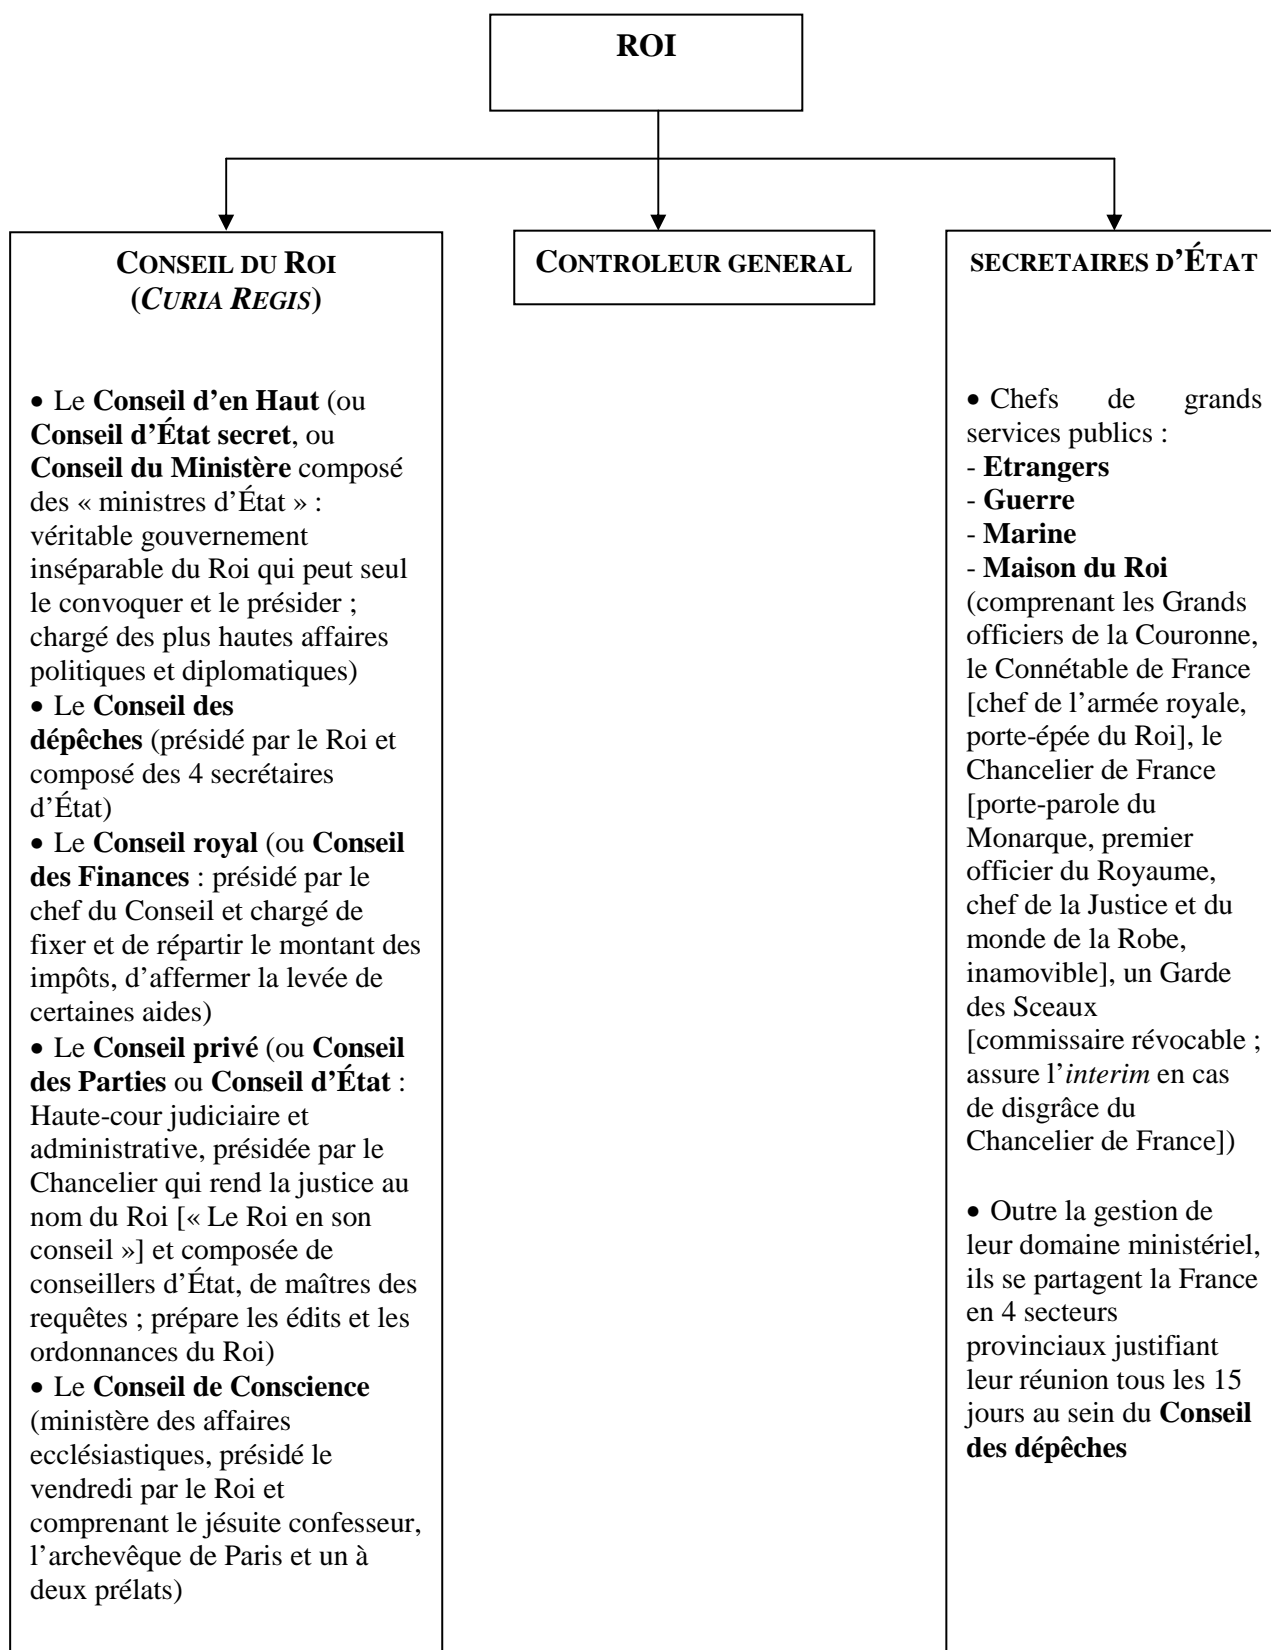 ROI
CONSEIL DU ROI
(CURIA REGIS)
• Le Conseil d’en Haut (ou
Conseil d’État secret, ou
Conseil du Ministère composé
des « ministres d’État » :
véritable gouvernement
inséparable du Roi qui peut seul
le convoquer et le présider ;
chargé des plus hautes affaires
politiques et diplomatiques)
• Le Conseil des
dépêches (présidé par le Roi et
composé des 4 secrétaires
d’État)
• Le Conseil royal (ou Conseil
des Finances : présidé par le
chef du Conseil et chargé de
fixer et de répartir le montant des
impôts, d’affermer la levée de
certaines aides)
• Le Conseil privé (ou Conseil
des Parties ou Conseil d’État :
Haute-cour judiciaire et
administrative, présidée par le
Chancelier qui rend la justice au
nom du Roi [« Le Roi en son
conseil »] et composée de
conseillers d’État, de maîtres des
requêtes ; prépare les édits et les
ordonnances du Roi)
• Le Conseil de Conscience
(ministère des affaires
ecclésiastiques, présidé le
vendredi par le Roi et
comprenant le jésuite confesseur,
l’archevêque de Paris et un à
deux prélats)
CONTROLEUR GENERAL
SECRETAIRES D’ÉTAT
• Chefs de grands
services publics :
- Etrangers
- Guerre
- Marine
- Maison du Roi
(comprenant les Grands
officiers de la Couronne,
le Connétable de France
[chef de l’armée royale,
porte-épée du Roi], le
Chancelier de France
[porte-parole du
Monarque, premier
officier du Royaume,
chef de la Justice et du
monde de la Robe,
inamovible], un Garde
des Sceaux
[commissaire révocable ;
assure l’interim en cas
de disgrâce du
Chancelier de France])
• Outre la gestion de
leur domaine ministériel,
ils se partagent la France
en 4 secteurs
provinciaux justifiant
leur réunion tous les 15
jours au sein du Conseil
des dépêches